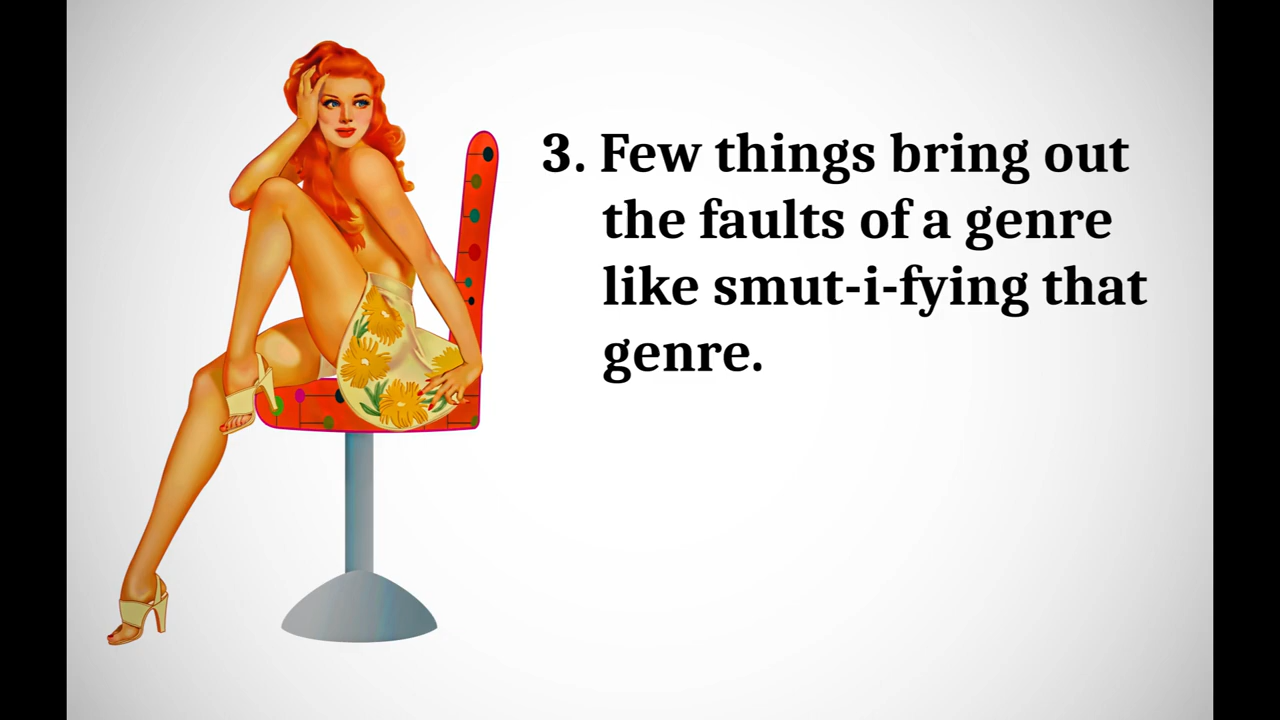 3. Few things bring out
the faults of a genre
like smut-i-fying that
genre.